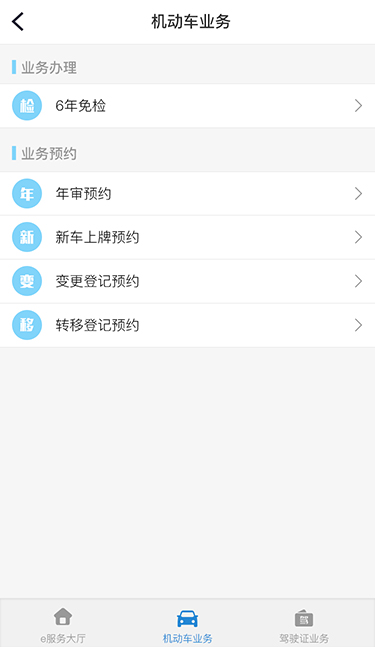 机动车业务
业务办理
检 6年免检
业务预约
年 年审预约
新 新车上牌预约
变 变更登记预约
移 转移登记预约
e服务大厅 机动车业务 驾驶证业务